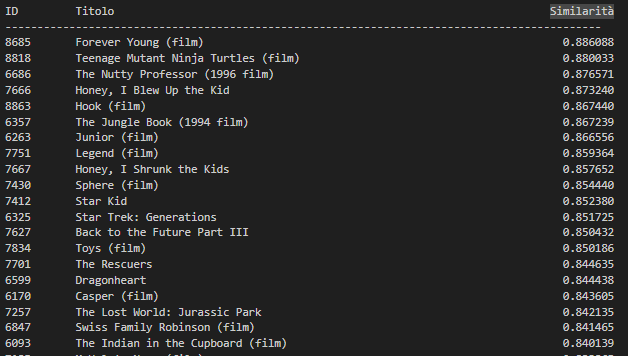 ID Titolo Similarità
--------------------------------------------------------------------------------
8685 Forever Young (film) 0.886088
8818 Teenage Mutant Ninja Turtles (film) 0.880033
6686 The Nutty Professor (1996 film) 0.876571
7666 Honey, I Blew Up the Kid 0.873240
8863 Hook (film) 0.867440
6357 The Jungle Book (1994 film) 0.867239
6263 Junior (film) 0.866556
7751 Legend (film) 0.859364
7667 Honey, I Shrunk the Kids 0.857652
7430 Sphere (film) 0.854440
7412 Star Kid 0.852380
6325 Star Trek: Generations 0.851725
7627 Back to the Future Part III 0.850432
7834 Toys (film) 0.850186
7701 The Rescuers 0.844635
6599 Dragonheart 0.844438
6170 Casper (film) 0.843605
7257 The Lost World: Jurassic Park 0.842135
6847 Swiss Family Robinson (film) 0.841465
6093 The Indian in the Cupboard (film) 0.840139